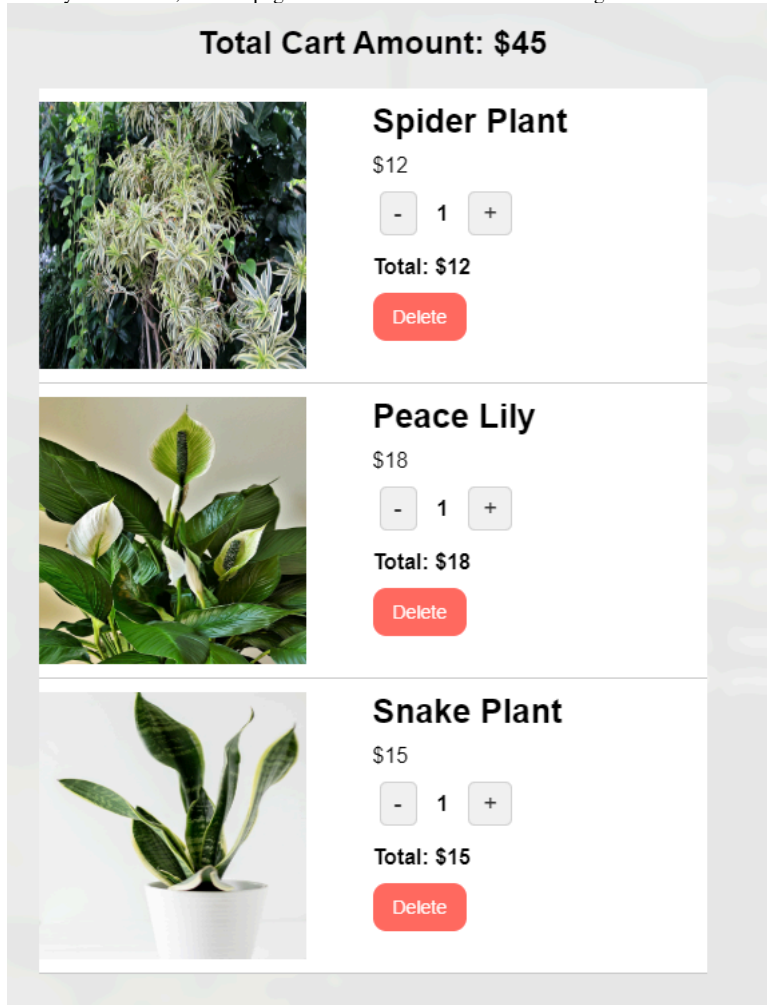 Total Cart Amount: $45
Spider Plant
$12
- 1 +
Total: $12
Delete
Peace Lily
$18
- 1 +
Total: $18
Delete
Snake Plant
$15
- 1 +
Total: $15
Delete